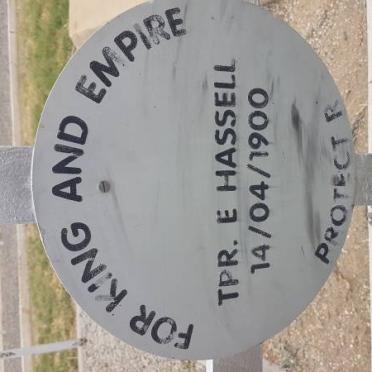 FOR KING AND EMPIRE
TPR. E HASSELL
14/04/1900
PROTECT R